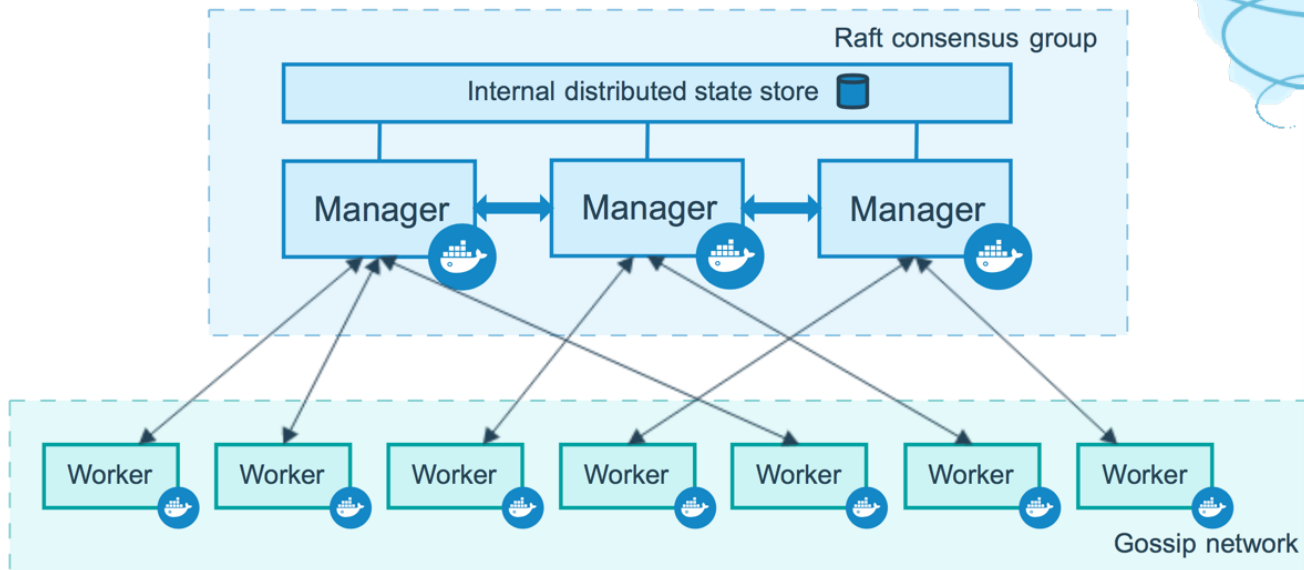 Raft consensus group
Internal distributed state store
Manager
Manager
Manager
Worker
Worker
Worker
Worker
Worker
Worker
Worker
Gossip network